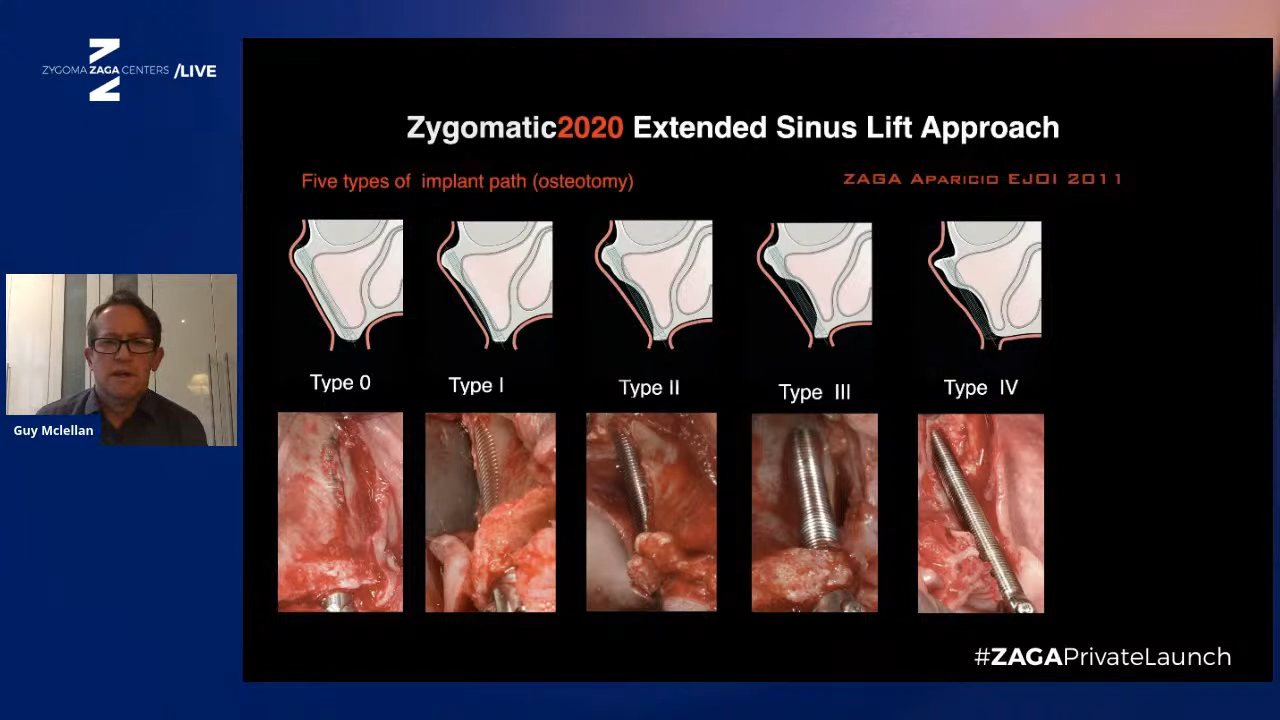 ZYGOMA ZAGA CENTERS /LIVE
Zygomatic2020 Extended Sinus Lift Approach
Five types of implant path (osteotomy)
ZAGA Aparicio EJOI 2011
Type 0
Type I
Type II
Type III
Type IV
Guy Mclellan
#ZAGAPrivateLaunch